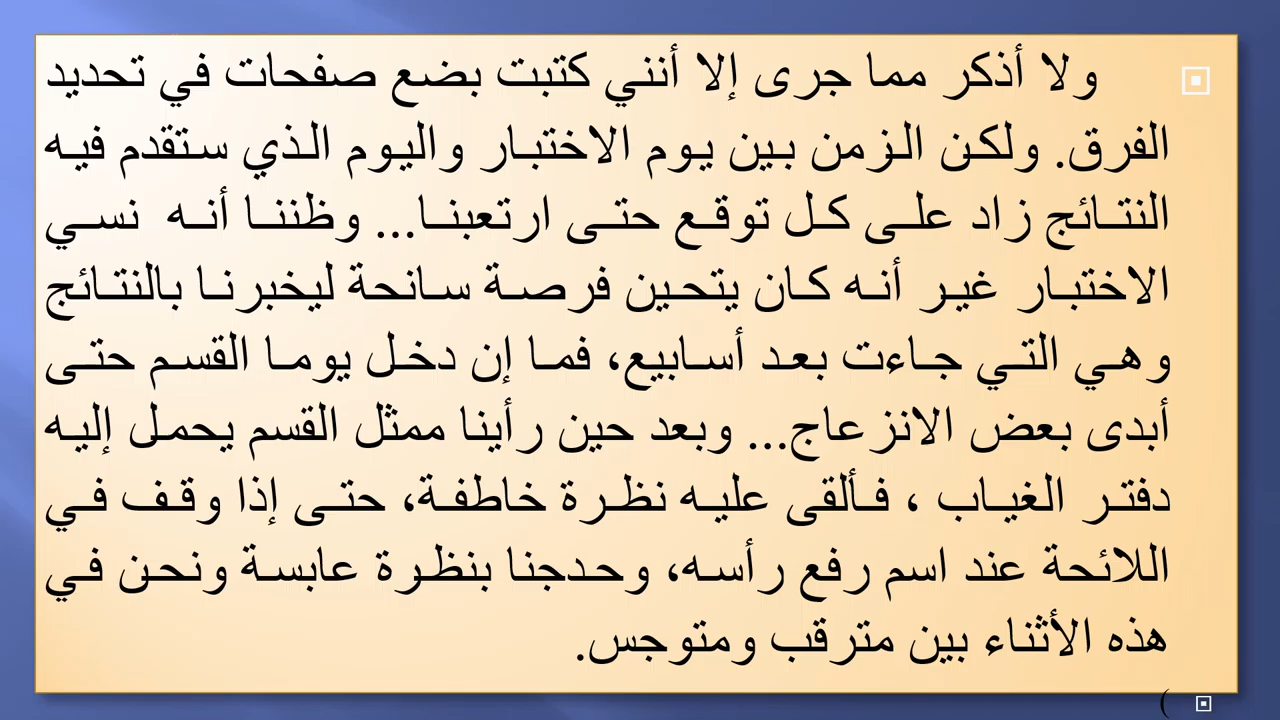 ولا أذكر مما جرى إلا أنني كتبت بضع صفحات في تحديد
الفرق. ولكن الزمن بين يوم الاختبار واليوم الذي ستقدم فيه
النتائج زاد على كل توقع حتى ارتعبنا... وظننا أنه نسي
الاختبار غير أنه كان يتحين فرصة سانحة ليخبرنا بالنتائج
وهي التي جاءت بعد أسابيع، فما إن دخل يوما القسم حتى
أبدى بعض الانزعاج... وبعد حين رأينا ممثل القسم يحمل إليه
دفتر الغياب ، فألقى عليه نظرة خاطفة، حتى إذا وقف في
اللائحة عند اسم رفع رأسه، وحدجنا بنظرة عابسة ونحن في
هذه الأثناء بين مترقب ومتوجس.
(